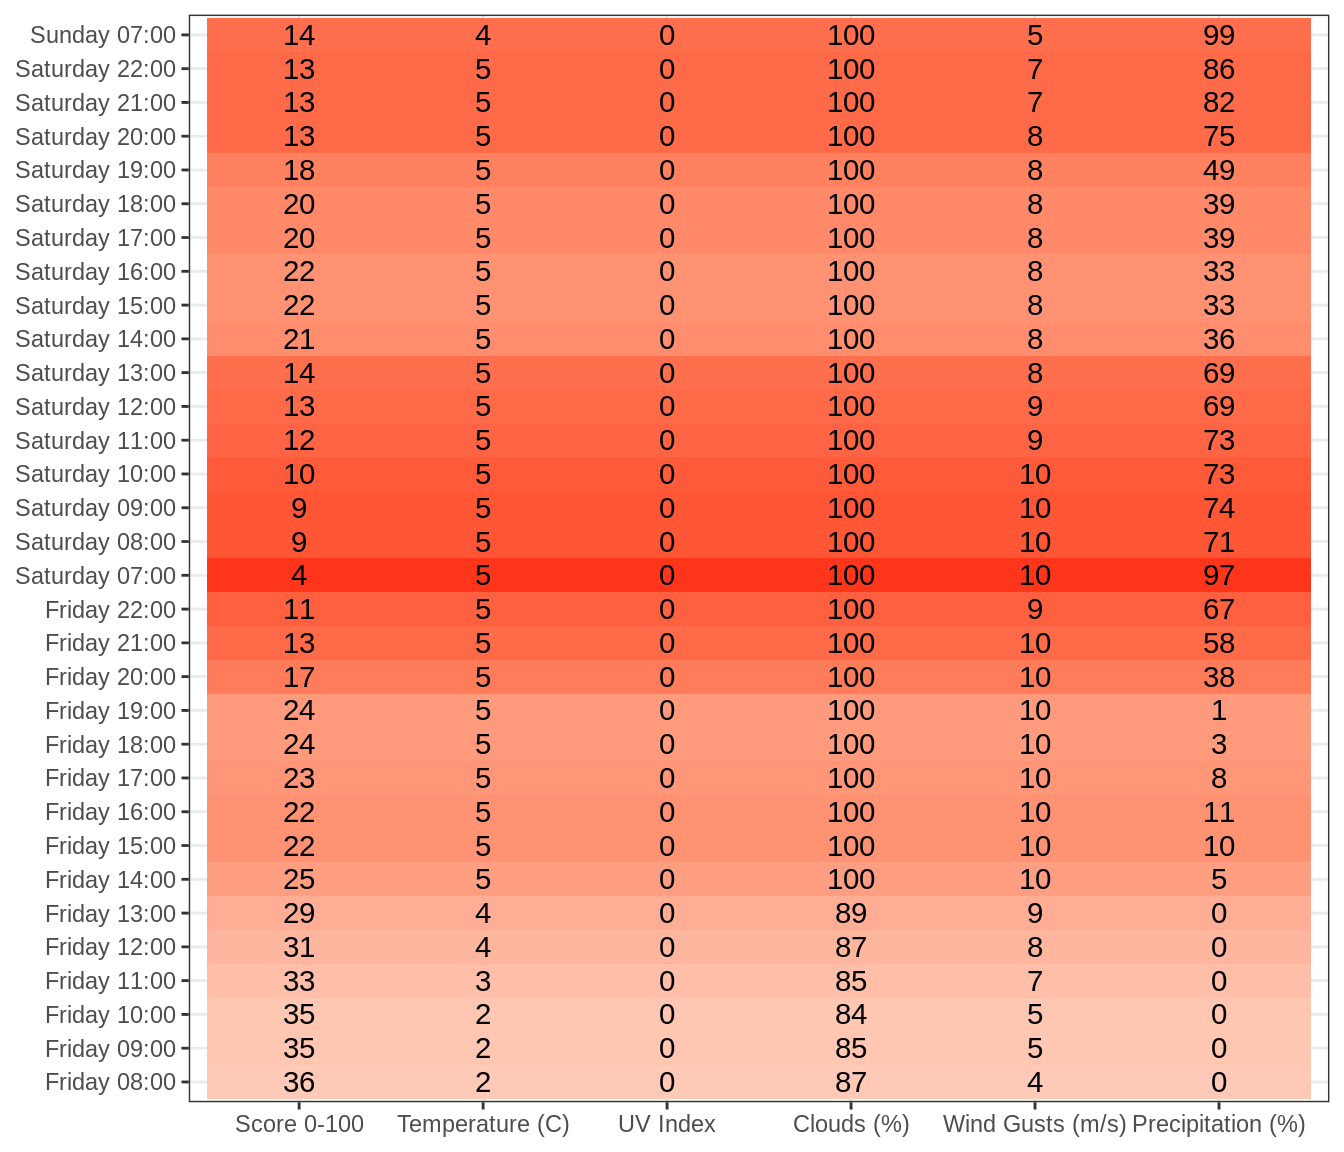 Sunday 07:00 14 4 0 100 5 99
Saturday 22:00 13 5 0 100 7 86
Saturday 21:00 13 5 0 100 7 82
Saturday 20:00 13 5 0 100 8 75
Saturday 19:00 18 5 0 100 8 49
Saturday 18:00 20 5 0 100 8 39
Saturday 17:00 20 5 0 100 8 39
Saturday 16:00 22 5 0 100 8 33
Saturday 15:00 22 5 0 100 8 33
Saturday 14:00 21 5 0 100 8 36
Saturday 13:00 14 5 0 100 8 69
Saturday 12:00 13 5 0 100 9 69
Saturday 11:00 12 5 0 100 9 73
Saturday 10:00 10 5 0 100 10 73
Saturday 09:00 9 5 0 100 10 74
Saturday 08:00 9 5 0 100 10 71
Saturday 07:00 4 5 0 100 10 97
Friday 22:00 11 5 0 100 9 67
Friday 21:00 13 5 0 100 10 58
Friday 20:00 17 5 0 100 10 38
Friday 19:00 24 5 0 100 10 1
Friday 18:00 24 5 0 100 10 3
Friday 17:00 23 5 0 100 10 8
Friday 16:00 22 5 0 100 10 11
Friday 15:00 22 5 0 100 10 10
Friday 14:00 25 5 0 100 10 5
Friday 13:00 29 4 0 89 9 0
Friday 12:00 31 4 0 87 8 0
Friday 11:00 33 3 0 85 7 0
Friday 10:00 35 2 0 84 5 0
Friday 09:00 35 2 0 85 5 0
Friday 08:00 36 2 0 87 4 0
Score 0-100 Temperature (C) UV Index Clouds (%) Wind Gusts (m/s) Precipitation (%)